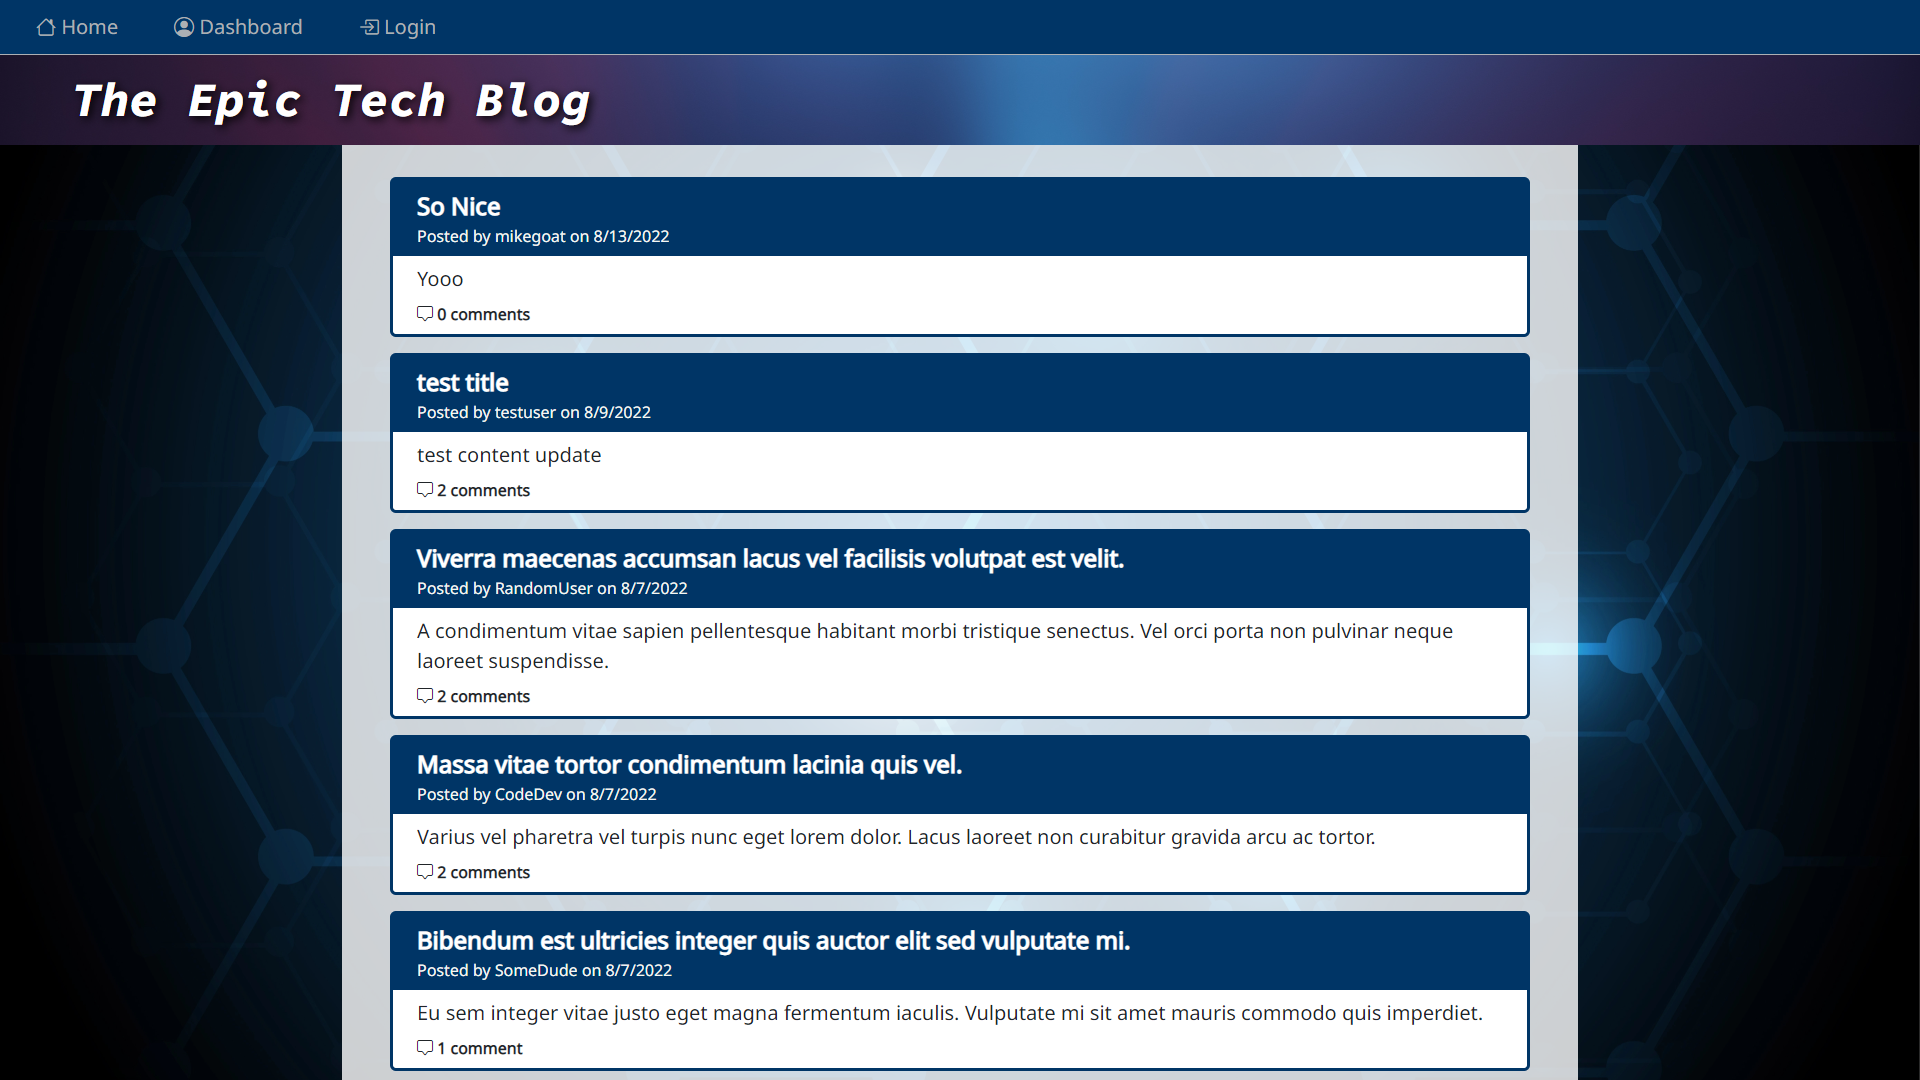 Home
Dashboard
Login
The Epic Tech Blog
So Nice
Posted by mikegoat on 8/13/2022
Yooo
0 comments
test title
Posted by testuser on 8/9/2022
test content update
2 comments
Viverra maecenas accumsan lacus vel facilisis volutpat est velit.
Posted by RandomUser on 8/7/2022
A condimentum vitae sapien pellentesque habitant morbi tristique senectus. Vel orci porta non pulvinar neque
laoreet suspendisse.
2 comments
Massa vitae tortor condimentum lacinia quis vel.
Posted by CodeDev on 8/7/2022
Varius vel pharetra vel turpis nunc eget lorem dolor. Lacus laoreet non curabitur gravida arcu ac tortor.
2 comments
Bibendum est ultricies integer quis auctor elit sed vulputate mi.
Posted by SomeDude on 8/7/2022
Eu sem integer vitae justo eget magna fermentum iaculis. Vulputate mi sit amet mauris commodo quis imperdiet.
1 comment